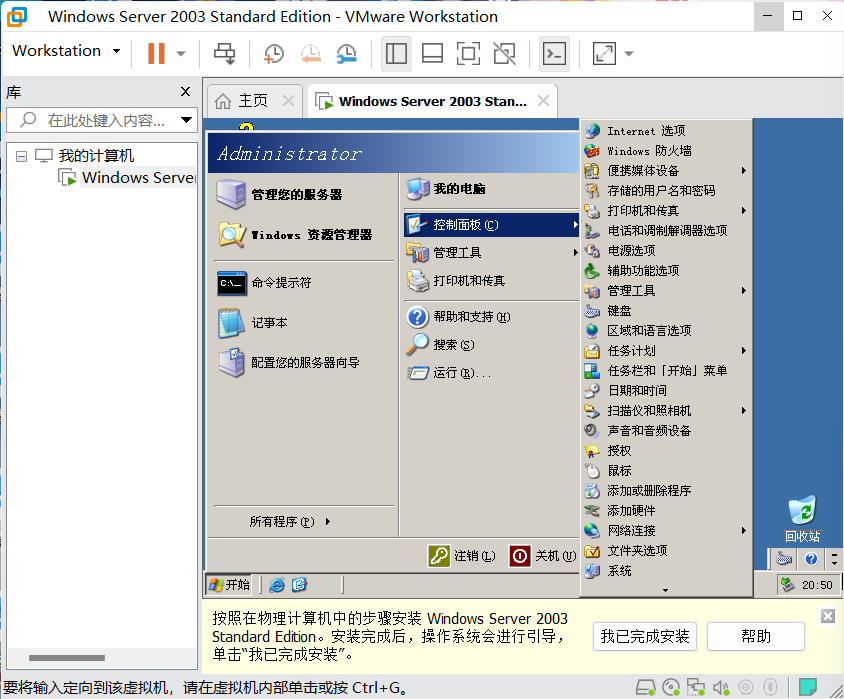 Windows Server 2003 Standard Edition - VMware Workstation
Workstation
库
在此处键入内容...
我的计算机
Windows Serve
主页
Windows Server 2003 Stan...
Administrator
管理您的服务器
Windows 资源管理器
命令提示符
C:\_
记事本
配置您的服务器向导
所有程序(P)
我的电脑
控制面板(C)
管理工具
打印机和传真
帮助和支持(H)
搜索(S)
运行(R)...
注销(L)
关机(U)
Internet 选项
Windows 防火墙
便携媒体设备
存储的用户名和密码
打印机和传真
电话和调制解调器选项
电源选项
辅助功能选项
管理工具
键盘
区域和语言选项
任务计划
任务栏和「开始」菜单
日期和时间
扫描仪和照相机
声音和音频设备
授权
鼠标
添加或删除程序
添加硬件
网络连接
文件夹选项
系统
回收站
开始
20:50
按照在物理计算机中的步骤安装 Windows Server 2003
Standard Edition。安装完成后，操作系统会进行引导，
单击“我已完成安装”。
我已完成安装
帮助
要将输入定向到该虚拟机，请在虚拟机内部单击或按 Ctrl+G。